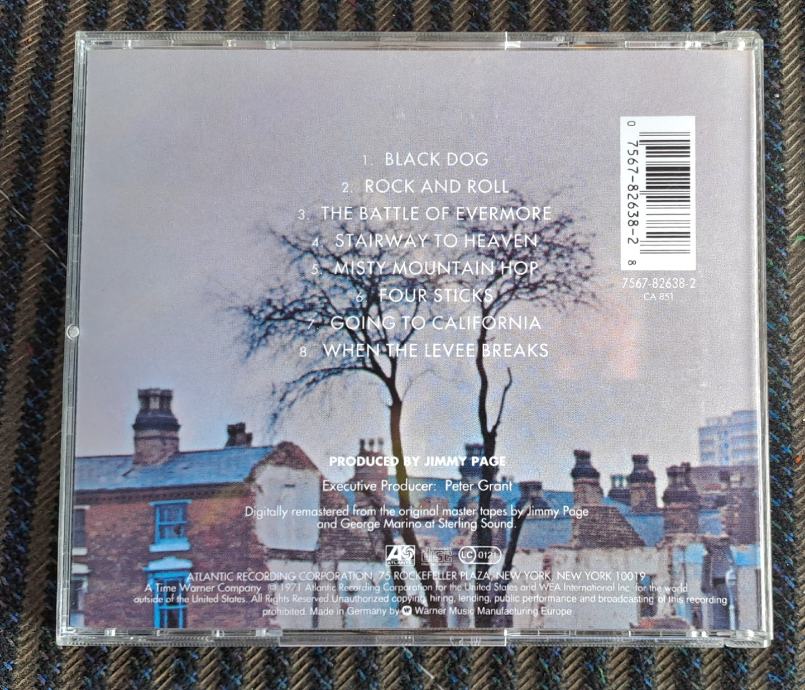 1. BLACK DOG
2. ROCK AND ROLL
3. THE BATTLE OF EVERMORE
4. STAIRWAY TO HEAVEN
5. MISTY MOUNTAIN HOP
6. FOUR STICKS
7. GOING TO CALIFORNIA
8. WHEN THE LEVEE BREAKS
0 7567-82638-2 8
7567-82638-2
CA 851
PRODUCED BY JIMMY PAGE
Executive Producer: Peter Grant
Digitally remastered from the original master tapes by Jimmy Page
and George Marino at Sterling Sound.
ATLANTIC
LC 0121
ATLANTIC RECORDING CORPORATION, 75 ROCKEFELLER PLAZA, NEW YORK, NEW YORK 10019
A Time Warner Company ℗ 1971 Atlantic Recording Corporation for the United States and WEA International Inc. for the world
outside of the United States. All Rights Reserved. Unauthorized copying, hiring, lending, public performance and broadcasting of this recording
prohibited. Made in Germany by Warner Music Manufacturing Europe